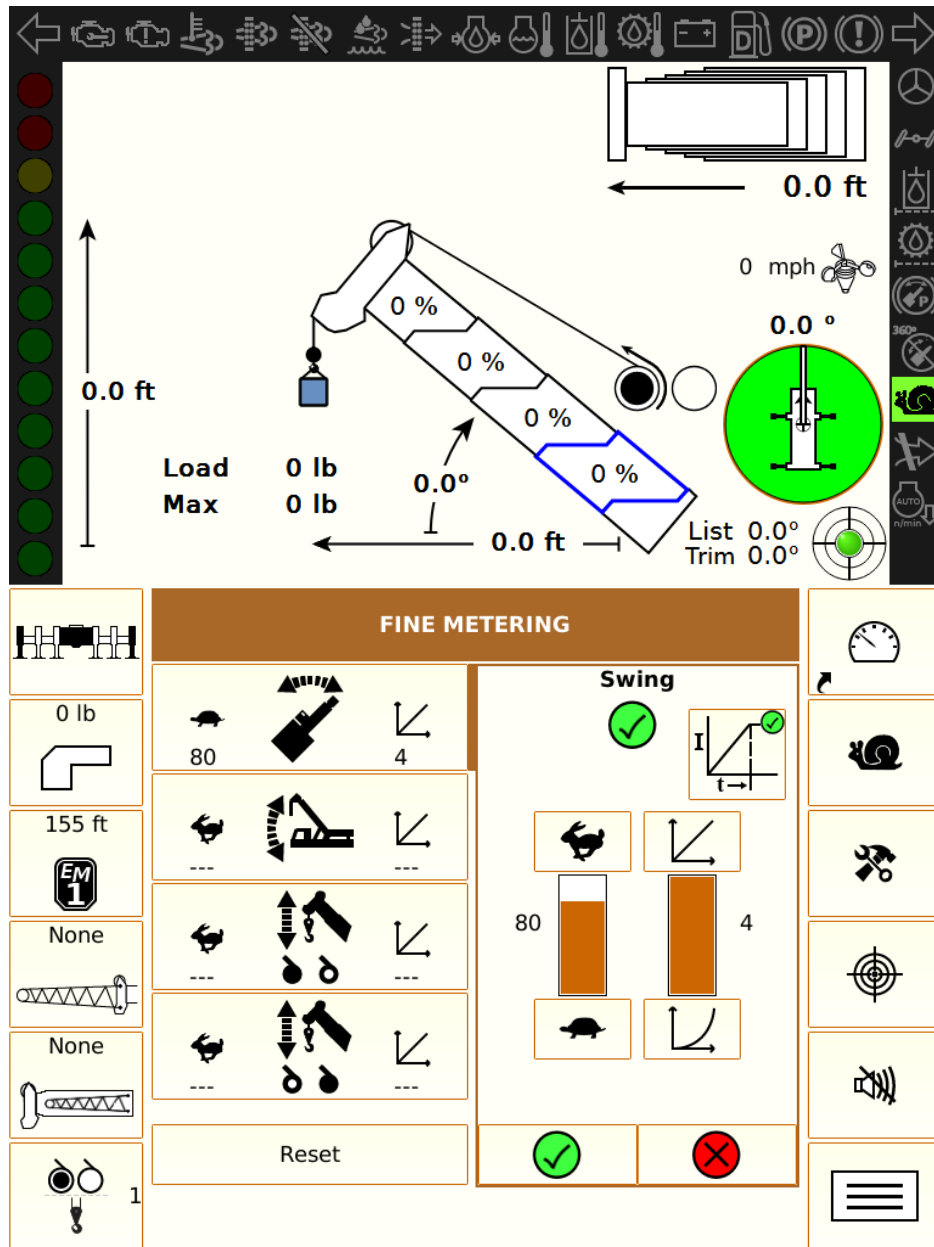 D
P
P
360º
AUTO
n/min
0.0 ft
0 mph
0.0 º
0 %
0 %
0 %
0 %
0.0 ft
Load 0 lb
Max 0 lb
0.0º
0.0 ft
List 0.0º
Trim 0.0º
FINE METERING
0 lb
155 ft
EM
1
None
None
1
80
4
---
---
---
---
---
---
Reset
Swing
I
t
80
4